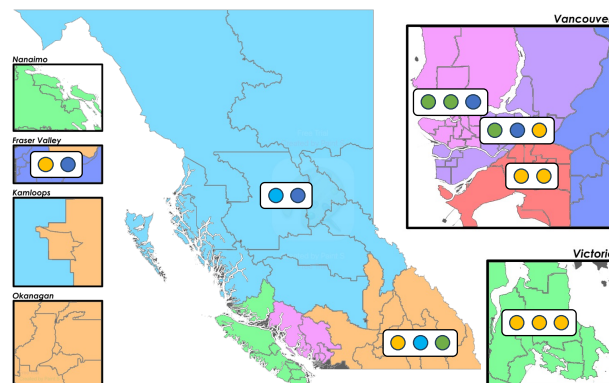 Nanaimo
Fraser Valley
Kamloops
Okanagan
Vancouver
Victoria